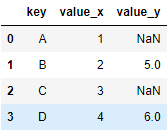 key value_x value_y
0 A 1 NaN
1 B 2 5.0
2 C 3 NaN
3 D 4 6.0